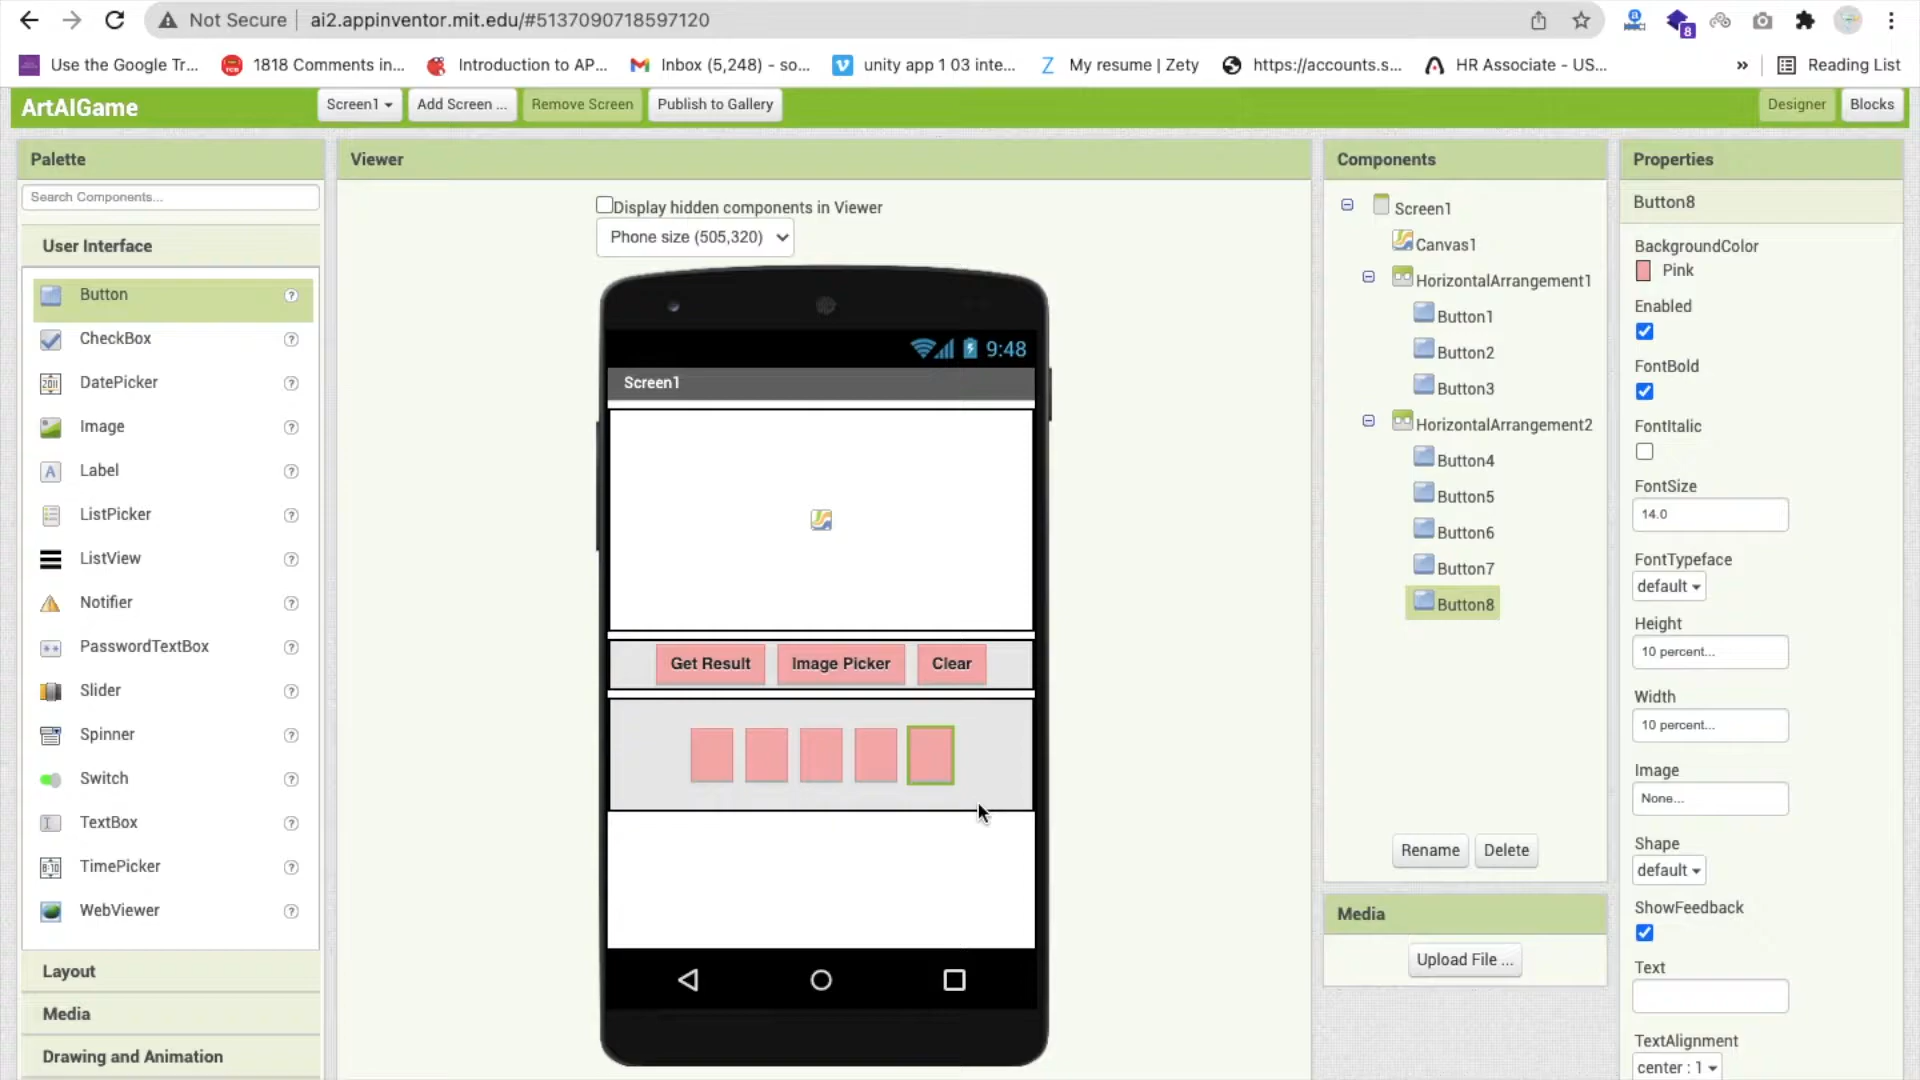 Not Secure
ai2.appinventor.mit.edu/#5137090718597120
8
Use the Google Tr...
1818 Comments in...
Introduction to AP...
Inbox (5,248) - so...
unity app 1 03 inte...
My resume | Zety
https://accounts.s...
HR Associate - US...
»
Reading List
ArtAIGame
Screen1
Add Screen ...
Remove Screen
Publish to Gallery
Designer
Blocks
Palette
Search Components...
User Interface
Button
?
CheckBox
?
DatePicker
?
Image
?
Label
?
ListPicker
?
ListView
?
Notifier
?
PasswordTextBox
?
Slider
?
Spinner
?
Switch
?
TextBox
?
TimePicker
?
WebViewer
?
Layout
Media
Drawing and Animation
Viewer
Display hidden components in Viewer
Phone size (505,320)
9:48
Screen1
Get Result
Image Picker
Clear
Components
Screen1
Canvas1
HorizontalArrangement1
Button1
Button2
Button3
HorizontalArrangement2
Button4
Button5
Button6
Button7
Button8
Rename
Delete
Media
Upload File ...
Properties
Button8
BackgroundColor
Pink
Enabled
FontBold
FontItalic
FontSize
14.0
FontTypeface
default
Height
10 percent...
Width
10 percent...
Image
None...
Shape
default
ShowFeedback
Text
TextAlignment
center : 1